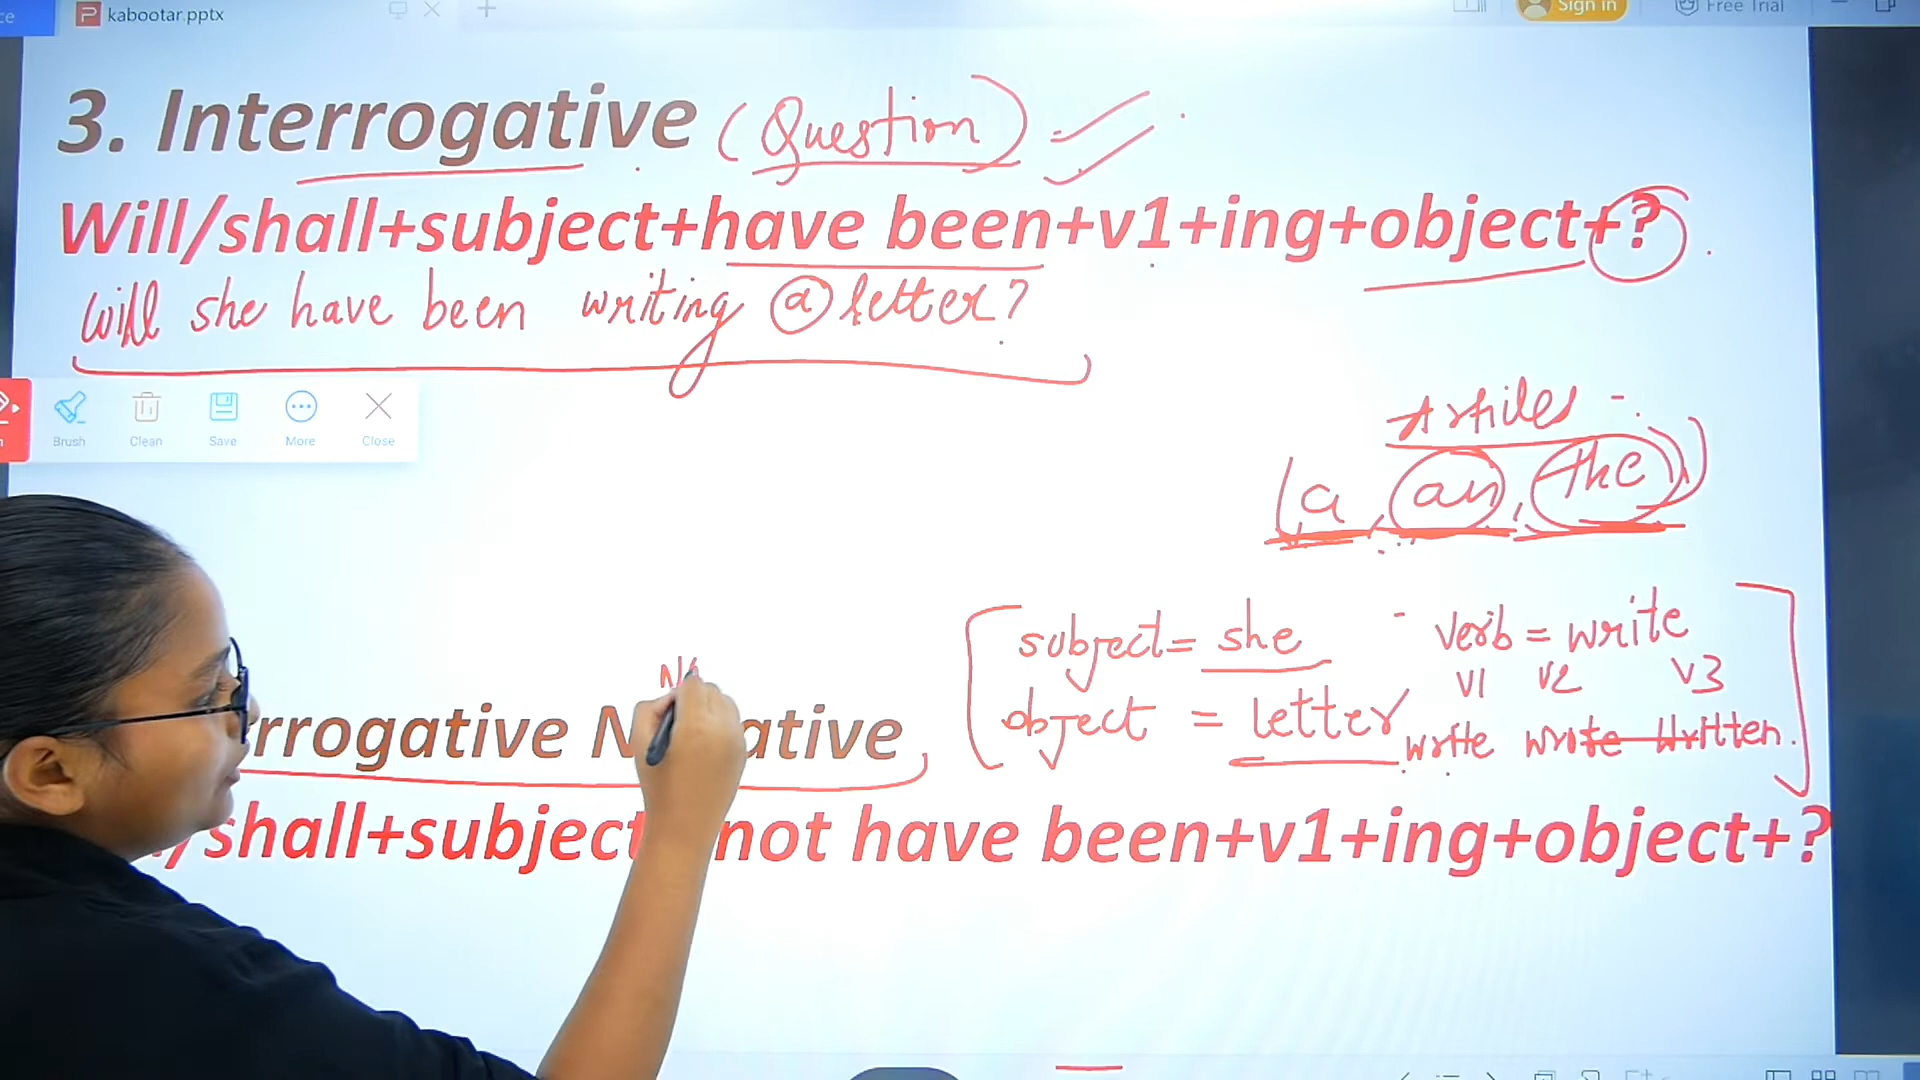 kabootar.pptx
Sign in
Free Trial
3. Interrogative (Question)
Will/shall+subject+have been+v1+ing+object+?
Will she have been writing a letter?
Brush Clean Save More Close
Articles :-
(a, an, the)
subject = she
object = letter
- Verb = write
V1 V2 V3
write wrote written.
rrogative N ative
/shall+subject not have been+v1+ing+object+?